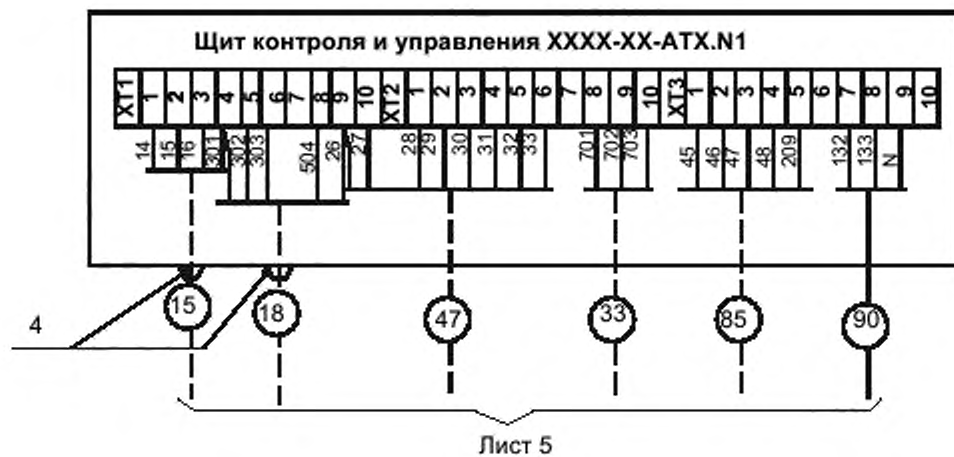 Щит контроля и управления XXXX-XX-ATX.N1
XT1 1 2 3 4 5 6 7 8 9 10 XT2 1 2 3 4 5 6 7 8 9 10 XT3 1 2 3 4 5 6 7 8 9 10
14 15 16 301 302 303 504 26 27 28 29 30 31 32 33 701 702 703 45 46 47 48 209 132 133 N
15 18 47 33 85 90
4
Лист 5